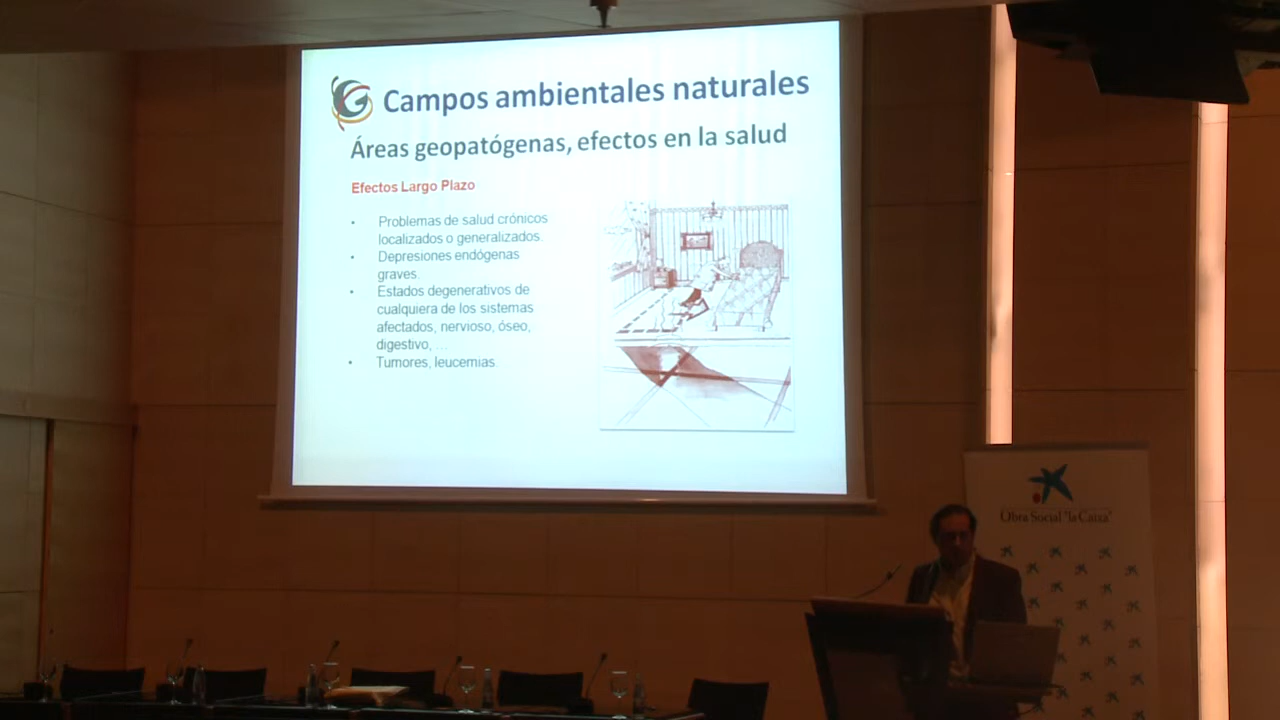 Campos ambientales naturales
Áreas geopatógenas, efectos en la salud
Efectos Largo Plazo
• Problemas de salud crónicos
localizados o generalizados.
• Depresiones endógenas
graves.
• Estados degenerativos de
cualquiera de los sistemas
afectados, nervioso, óseo,
digestivo, ...
• Tumores, leucemias.
Obra Social "la Caixa"